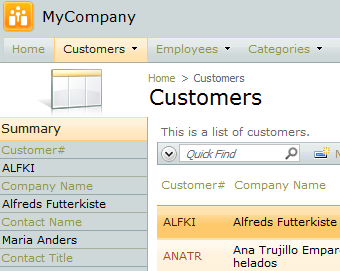 MyCompany
Home Customers Employees Categories
Home > Customers
Customers
Summary
Customer#
ALFKI
Company Name
Alfreds Futterkiste
Contact Name
Maria Anders
Contact Title
This is a list of customers.
Quick Find
Customer# Company Name
ALFKI Alfreds Futterkiste
ANATR Ana Trujillo Empar
helados